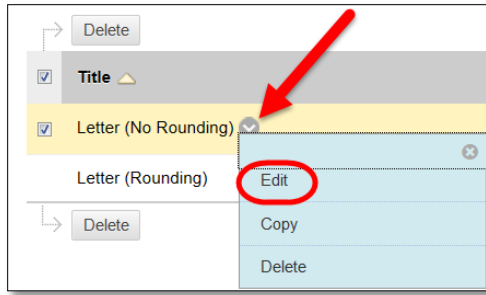 Delete
Title
Letter (No Rounding)
Letter (Rounding)
Edit
Delete
Copy
Delete